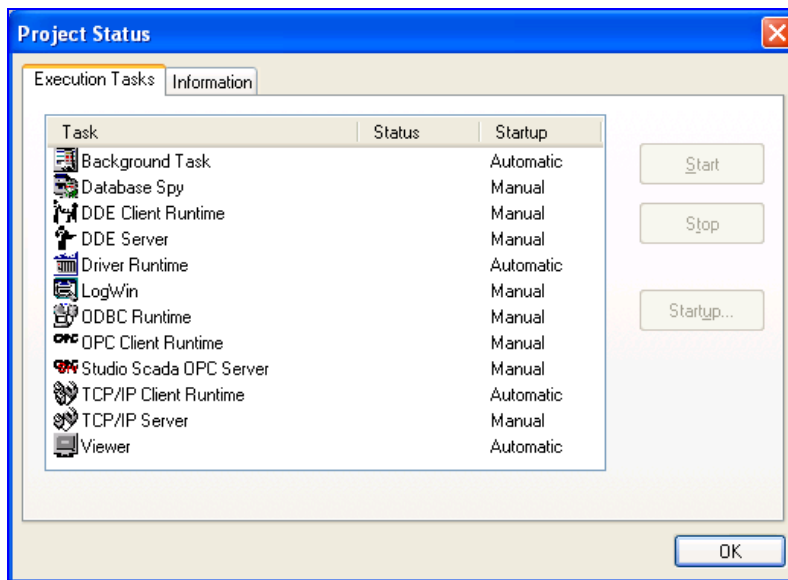 Project Status
Execution Tasks Information
Task Status Startup
Background Task Automatic
Database Spy Manual
DDE Client Runtime Manual
DDE Server Manual
Driver Runtime Automatic
LogWin Manual
ODBC Runtime Manual
OPC Client Runtime Manual
Studio Scada OPC Server Manual
TCP/IP Client Runtime Automatic
TCP/IP Server Manual
Viewer Automatic
Start
Stop
Startup...
OK